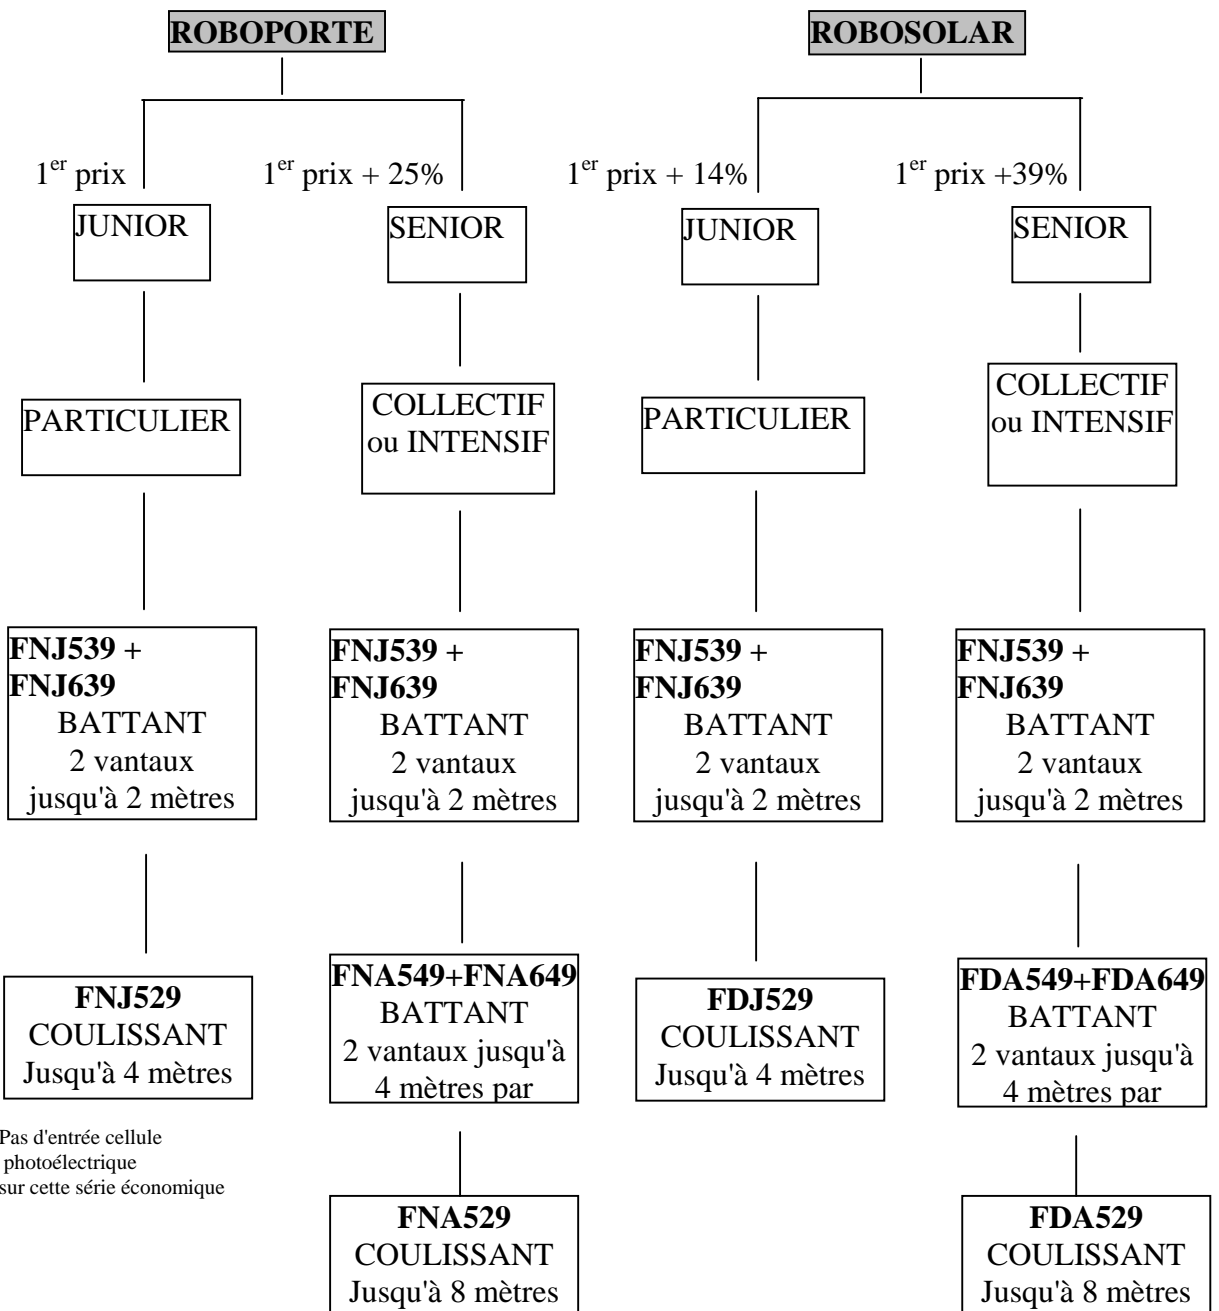 ROBOPORTE
ROBOSOLAR
1er prix
1er prix + 25%
1er prix + 14%
1er prix +39%
JUNIOR
SENIOR
JUNIOR
SENIOR
PARTICULIER
COLLECTIF
ou INTENSIF
PARTICULIER
COLLECTIF
ou INTENSIF
FNJ539 +
FNJ639
BATTANT
2 vantaux
jusqu'à 2 mètres
FNJ539 +
FNJ639
BATTANT
2 vantaux
jusqu'à 2 mètres
FNJ539 +
FNJ639
BATTANT
2 vantaux
jusqu'à 2 mètres
FNJ539 +
FNJ639
BATTANT
2 vantaux
jusqu'à 2 mètres
FNJ529
COULISSANT
Jusqu'à 4 mètres
FNA549+FNA649
BATTANT
2 vantaux jusqu'à
4 mètres par
FDJ529
COULISSANT
Jusqu'à 4 mètres
FDA549+FDA649
BATTANT
2 vantaux jusqu'à
4 mètres par
Pas d'entrée cellule
photoélectrique
sur cette série économique
FNA529
COULISSANT
Jusqu'à 8 mètres
FDA529
COULISSANT
Jusqu'à 8 mètres